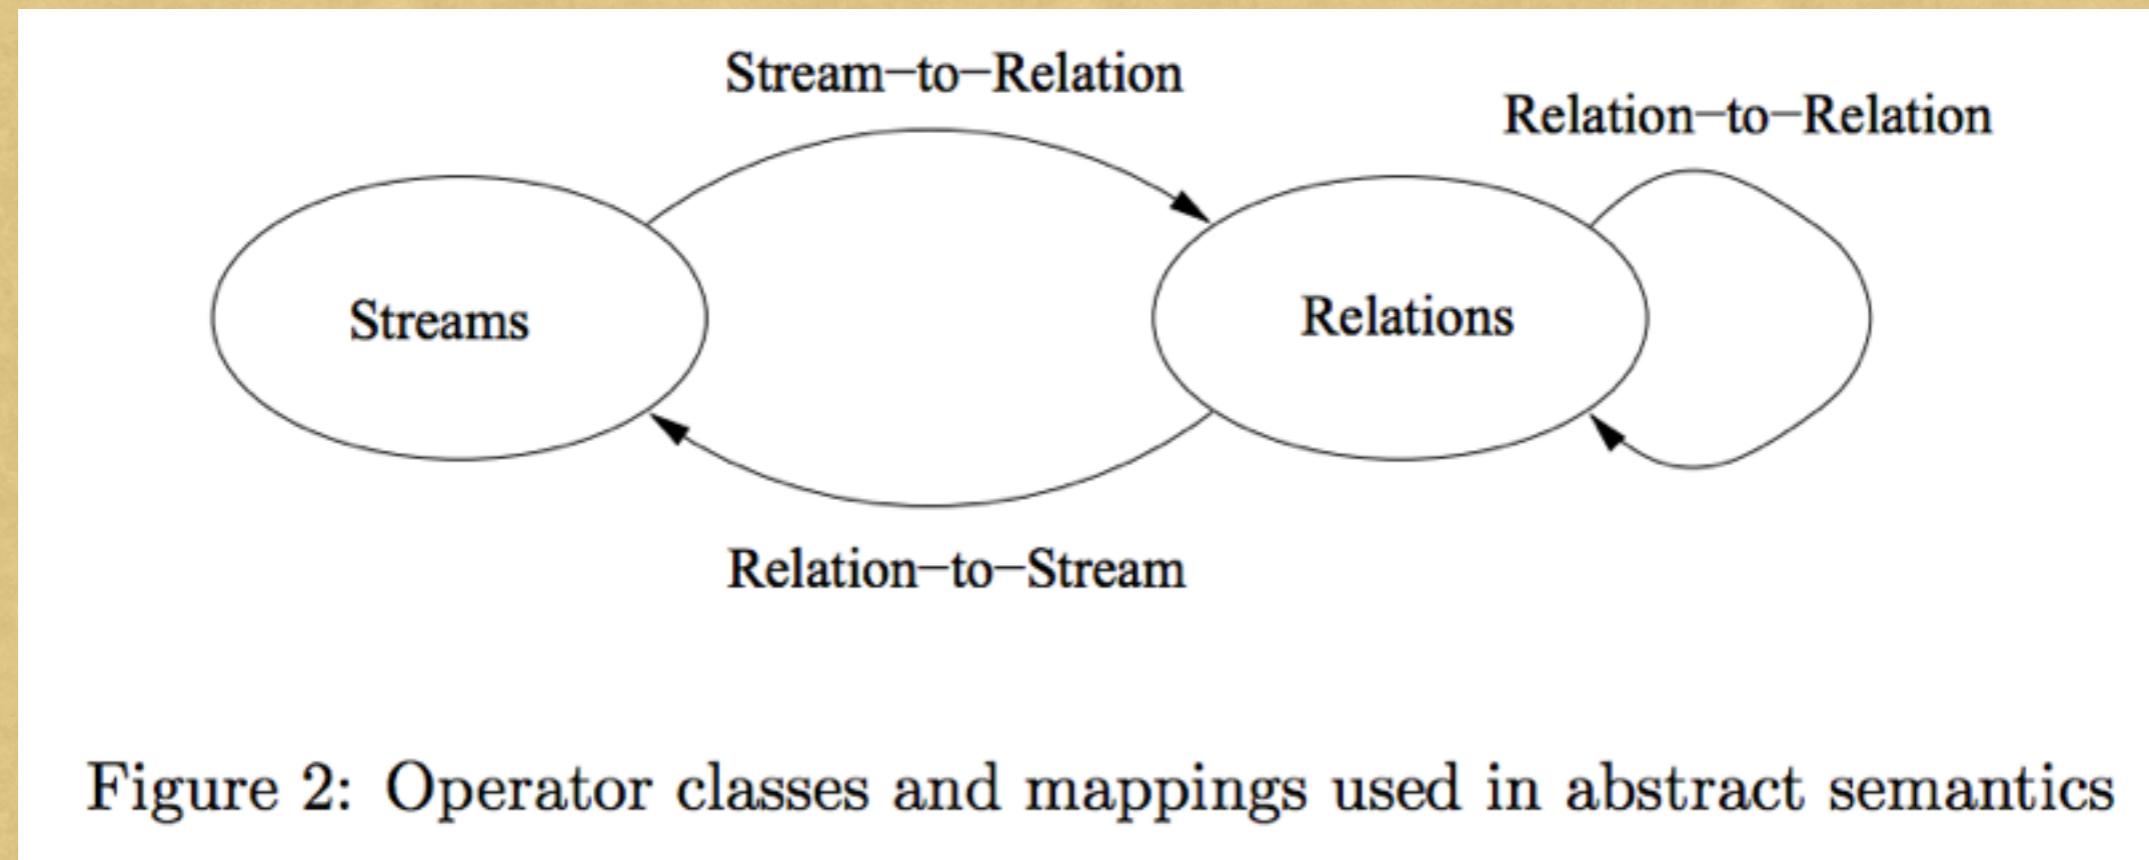 Stream−to−Relation
Relation−to−Relation
Streams
Relations
Relation−to−Stream
Figure 2: Operator classes and mappings used in abstract semantics